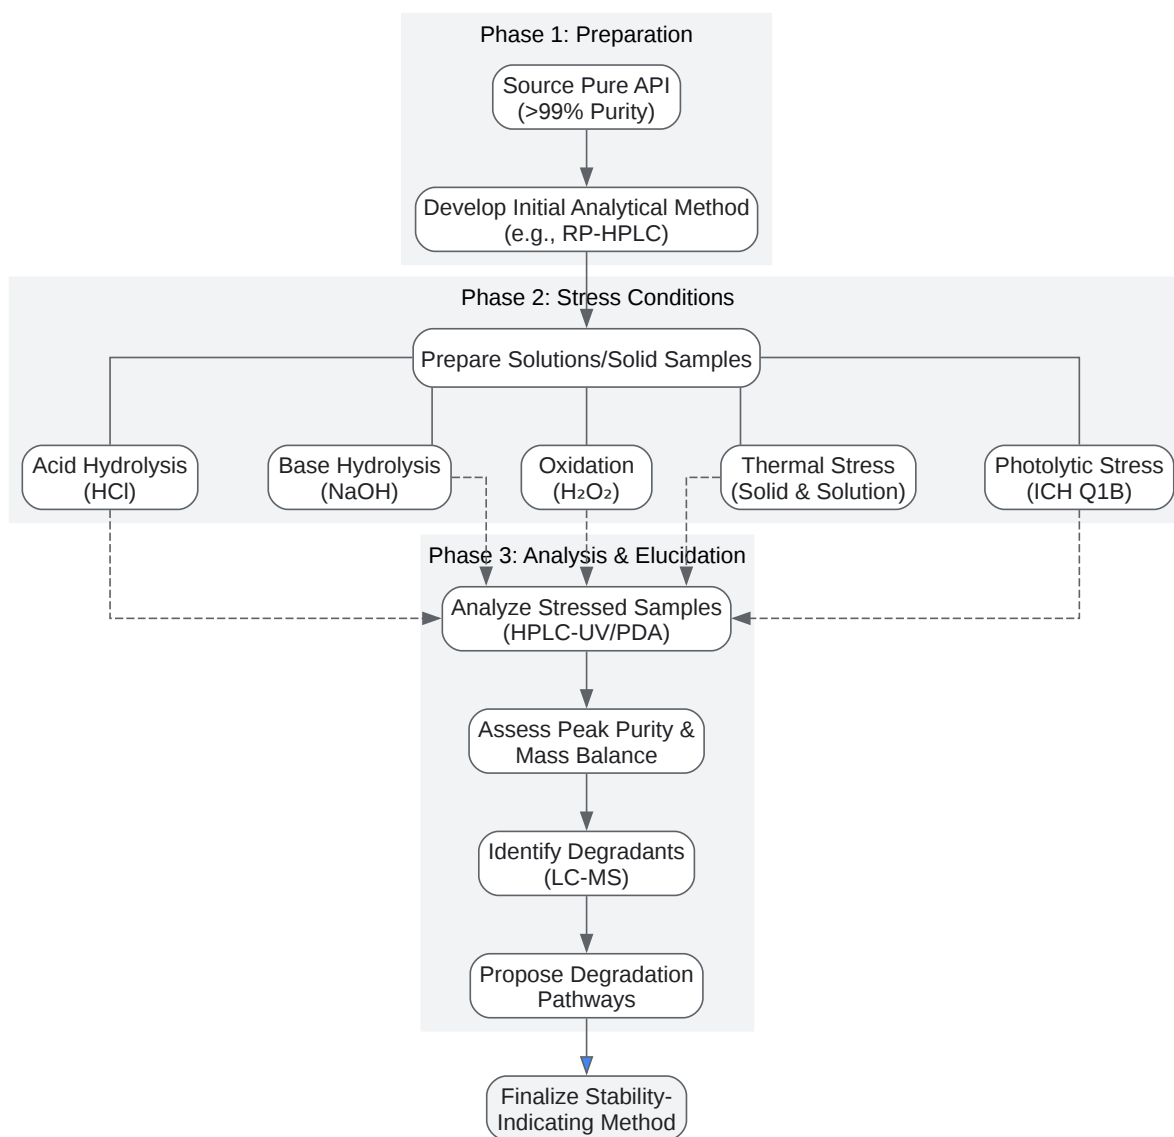 Phase 1: Preparation
Source Pure API
(>99% Purity)
Develop Initial Analytical Method
(e.g., RP-HPLC)
Phase 2: Stress Conditions
Prepare Solutions/Solid Samples
Acid Hydrolysis
(HCl)
Base Hydrolysis
(NaOH)
Oxidation
(H₂O₂)
Thermal Stress
(Solid & Solution)
Photolytic Stress
(ICH Q1B)
Phase 3: Analysis & Elucidation
Analyze Stressed Samples
(HPLC-UV/PDA)
Assess Peak Purity &
Mass Balance
Identify Degradants
(LC-MS)
Propose Degradation
Pathways
Finalize Stability-
Indicating Method